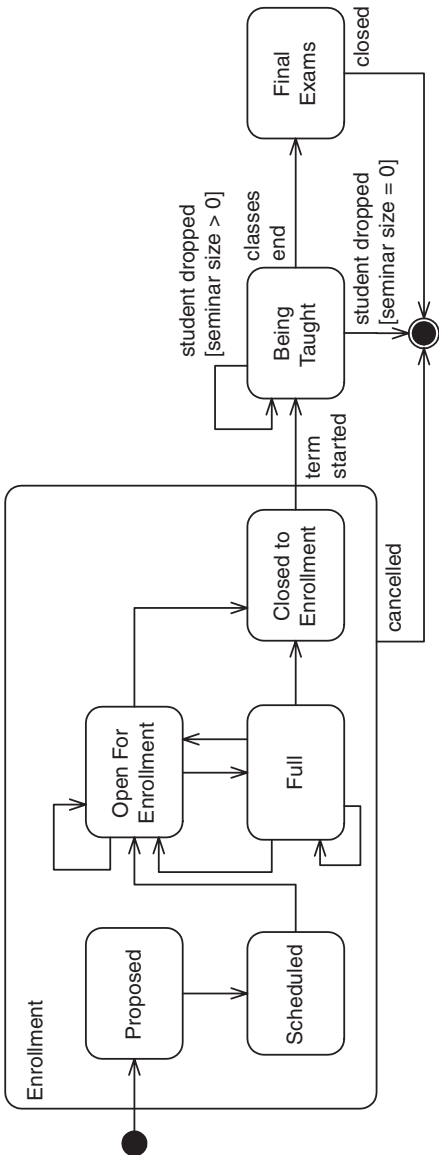 Enrollment
Proposed
Scheduled
Open For
Enrollment
Full
Closed to
Enrollment
cancelled
term
started
student dropped
[seminar size > 0]
Being
Taught
classes
end
student dropped
[seminar size = 0]
Final
Exams
closed